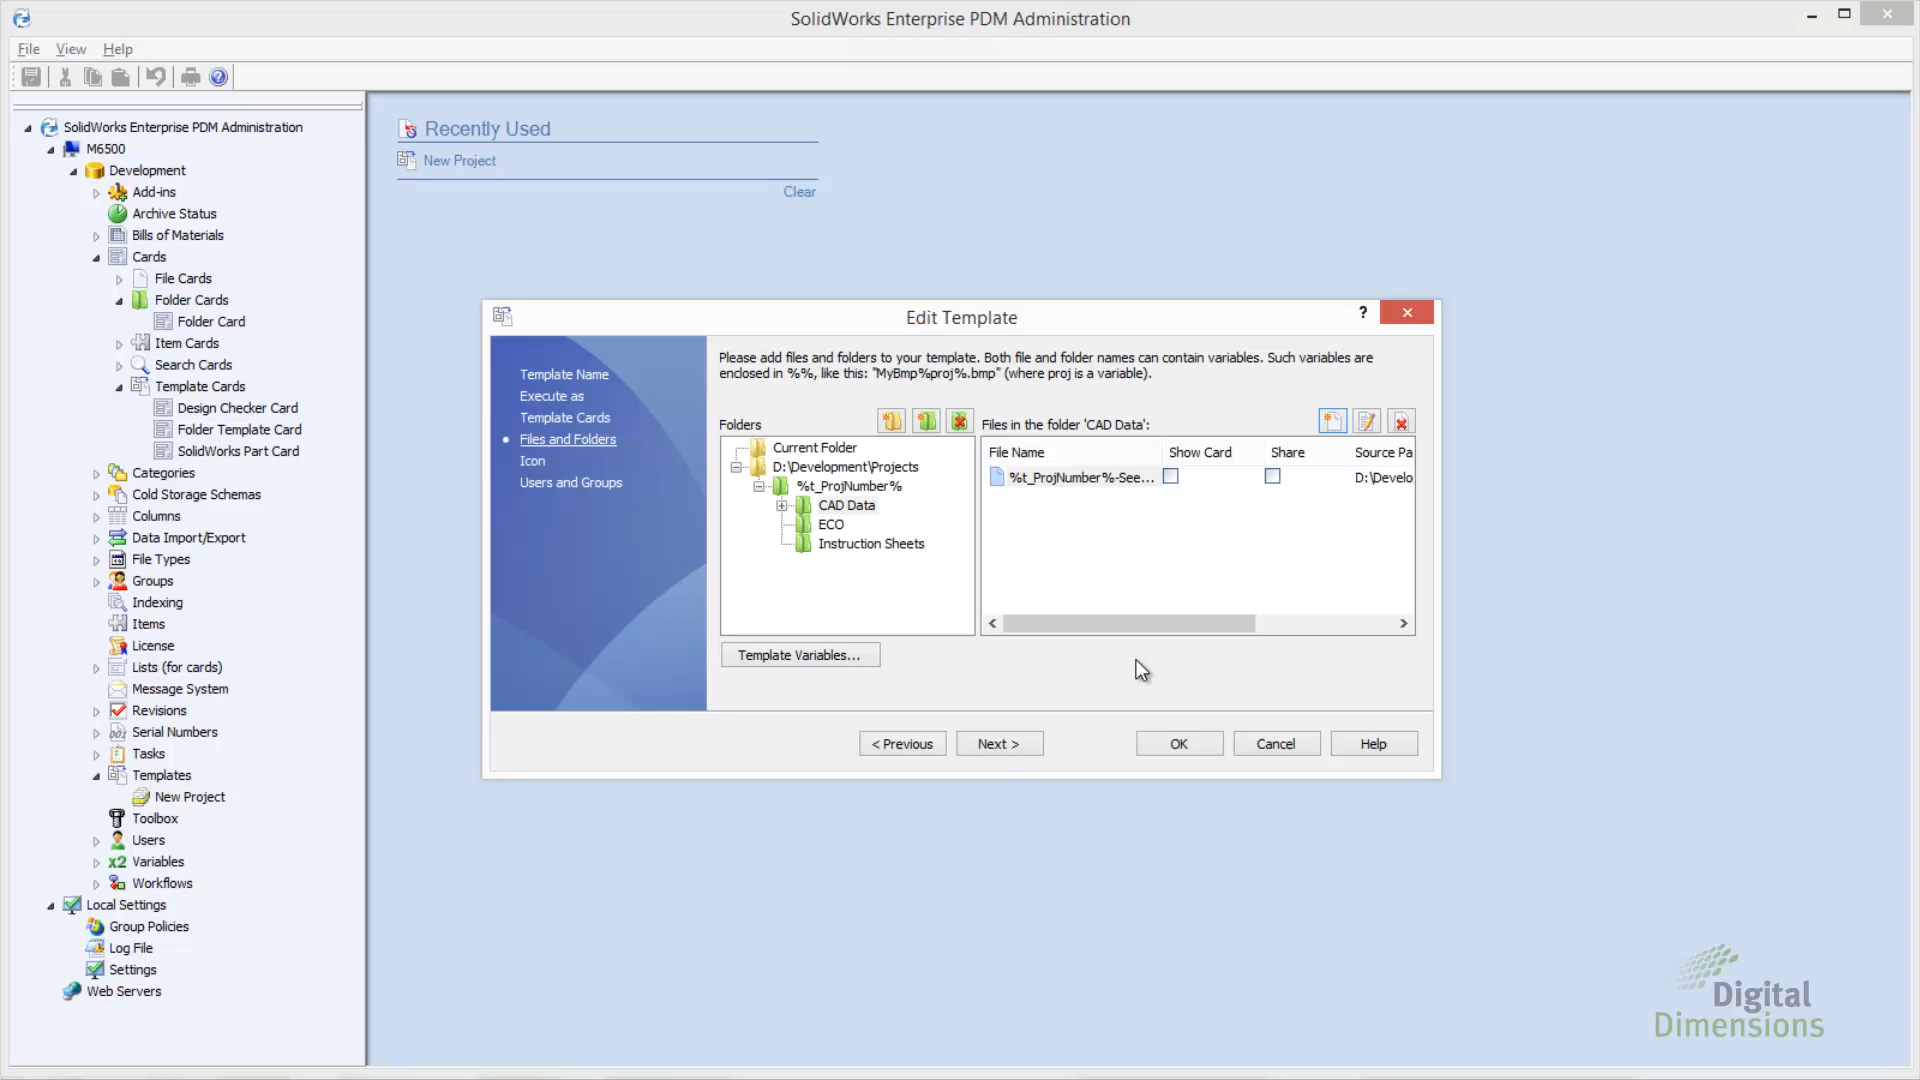 SolidWorks Enterprise PDM Administration
File View Help
SolidWorks Enterprise PDM Administration
M6500
Development
Add-ins
Archive Status
Bills of Materials
Cards
File Cards
Folder Cards
Folder Card
Item Cards
Search Cards
Template Cards
Design Checker Card
Folder Template Card
SolidWorks Part Card
Categories
Cold Storage Schemas
Columns
Data Import/Export
File Types
Groups
Indexing
Items
License
Lists (for cards)
Message System
Revisions
Serial Numbers
Tasks
Templates
New Project
Toolbox
Users
x2 Variables
Workflows
Local Settings
Group Policies
Log File
Settings
Web Servers
Recently Used
New Project
Clear
Edit Template
?
Template Name
Execute as
Template Cards
Files and Folders
Icon
Users and Groups
Please add files and folders to your template. Both file and folder names can contain variables. Such variables are
enclosed in %%, like this: "MyBmp%proj%.bmp" (where proj is a variable).
Folders
Current Folder
D:\Development\Projects
%t_ProjNumber%
CAD Data
ECO
Instruction Sheets
Template Variables...
Files in the folder 'CAD Data':
File Name Show Card Share Source Pa
%t_ProjNumber%-See... D:\Develo
< Previous Next > OK Cancel Help
Digital
Dimensions